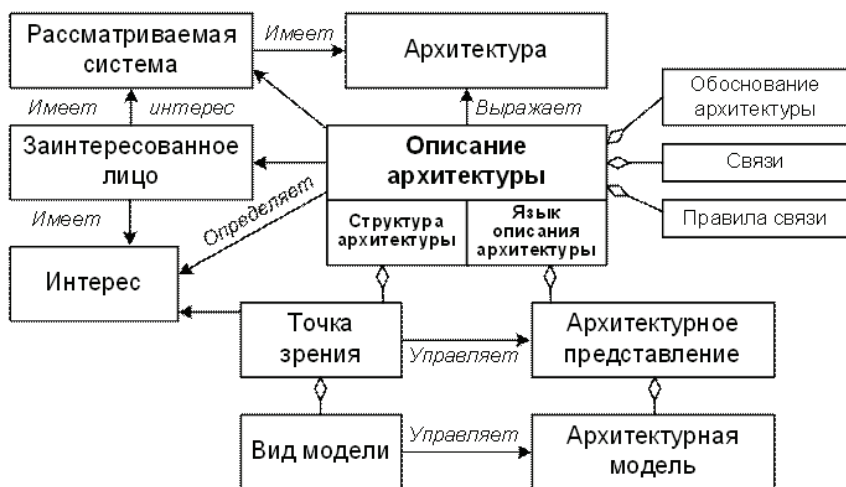 Рассматриваемая
система
Имеет
Архитектура
Имеет интерес
Выражает
Обоснование
архитектуры
Заинтересованное
лицо
Описание
архитектуры
Связи
Имеет
Определяет
Структура
архитектуры
Язык
описания
архитектуры
Правила связи
Интерес
Точка
зрения
Управляет
Архитектурное
представление
Вид модели
Управляет
Архитектурная
модель